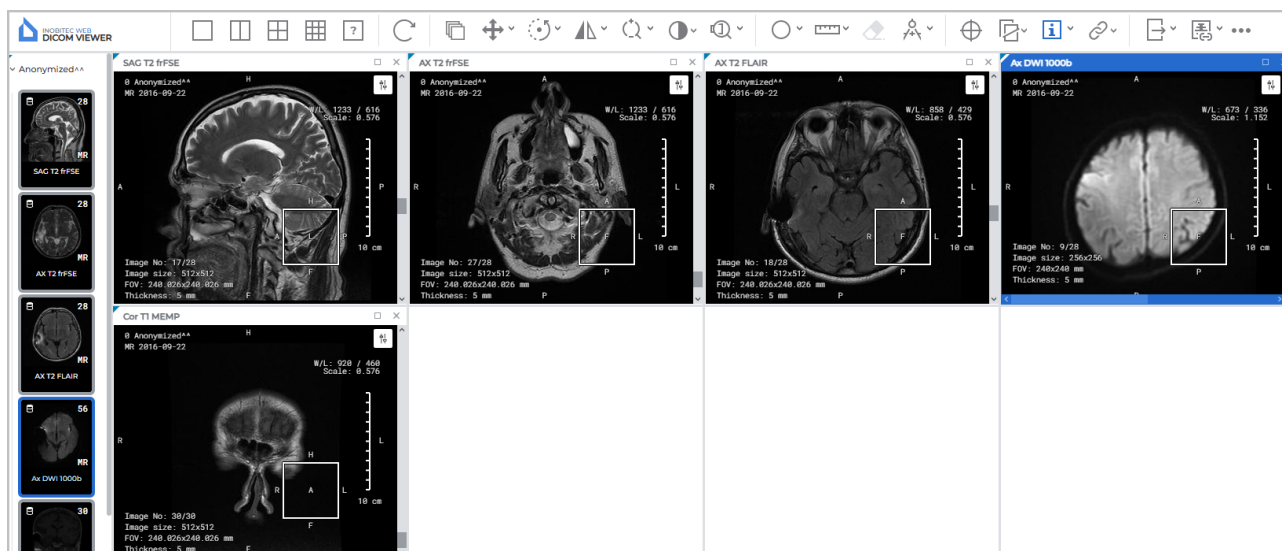 INOBITEC WEB
DICOM VIEWER
?
i
Anonymized^^
28
MR
SAG T2 frFSE
28
MR
AX T2 frFSE
28
MR
AX T2 FLAIR
56
MR
Ax DWI 1000b
30
SAG T2 frFSE
0 Anonymized^^
MR 2016-09-22
H
W/L: 1233 / 616
Scale: 0.576
A
P
H
L
P
F
10 cm
Image No: 17/28
Image size: 512x512
FOV: 240.026x240.026 mm
Thickness: 5 mm
F
AX T2 frFSE
0 Anonymized^^
MR 2016-09-22
A
W/L: 1233 / 616
Scale: 0.576
R
L
A
R
F
L
P
10 cm
Image No: 27/28
Image size: 512x512
FOV: 240.026x240.026 mm
Thickness: 5 mm
P
AX T2 FLAIR
0 Anonymized^^
MR 2016-09-22
A
W/L: 858 / 429
Scale: 0.576
R
L
A
R
F
L
P
10 cm
Image No: 18/28
Image size: 512x512
FOV: 240.026x240.026 mm
Thickness: 5 mm
P
Ax DWI 1000b
0 Anonymized^^
MR 2016-09-22
A
W/L: 673 / 336
Scale: 1.152
R
L
A
R
F
L
P
10 cm
Image No: 9/28
Image size: 256x256
FOV: 240x240 mm
Thickness: 5 mm
Cor T1 MEMP
0 Anonymized^^
MR 2016-09-22
H
W/L: 920 / 460
Scale: 0.576
R
L
H
R
A
L
F
10 cm
Image No: 30/30
Image size: 512x512
FOV: 240.026x240.026 mm
Thickness: 5 mm
F